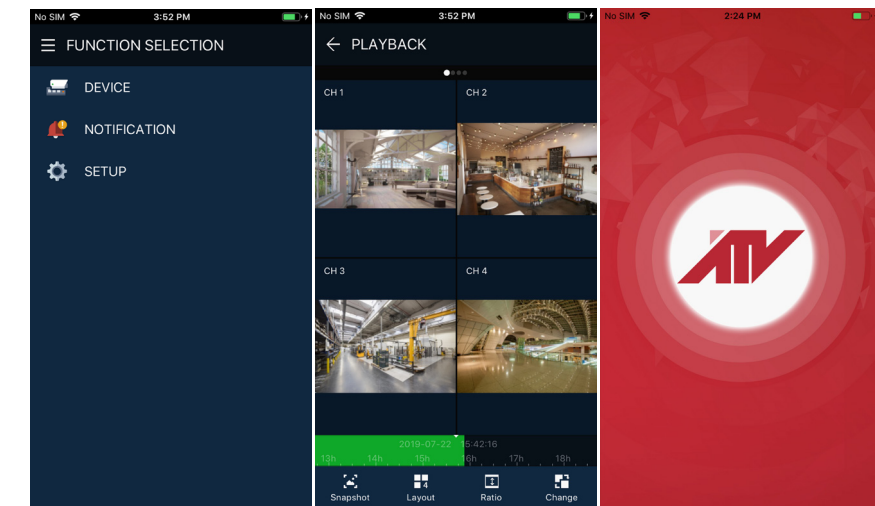 No SIM 3:52 PM
FUNCTION SELECTION
DEVICE
NOTIFICATION
SETUP
No SIM 3:52 PM
PLAYBACK
CH 1 CH 2
CH 3 CH 4
2019-07-22 15:42:16
13h 14h 15h 16h 17h 18h
4
Snapshot Layout Ratio Change
No SIM 2:24 PM
ATV